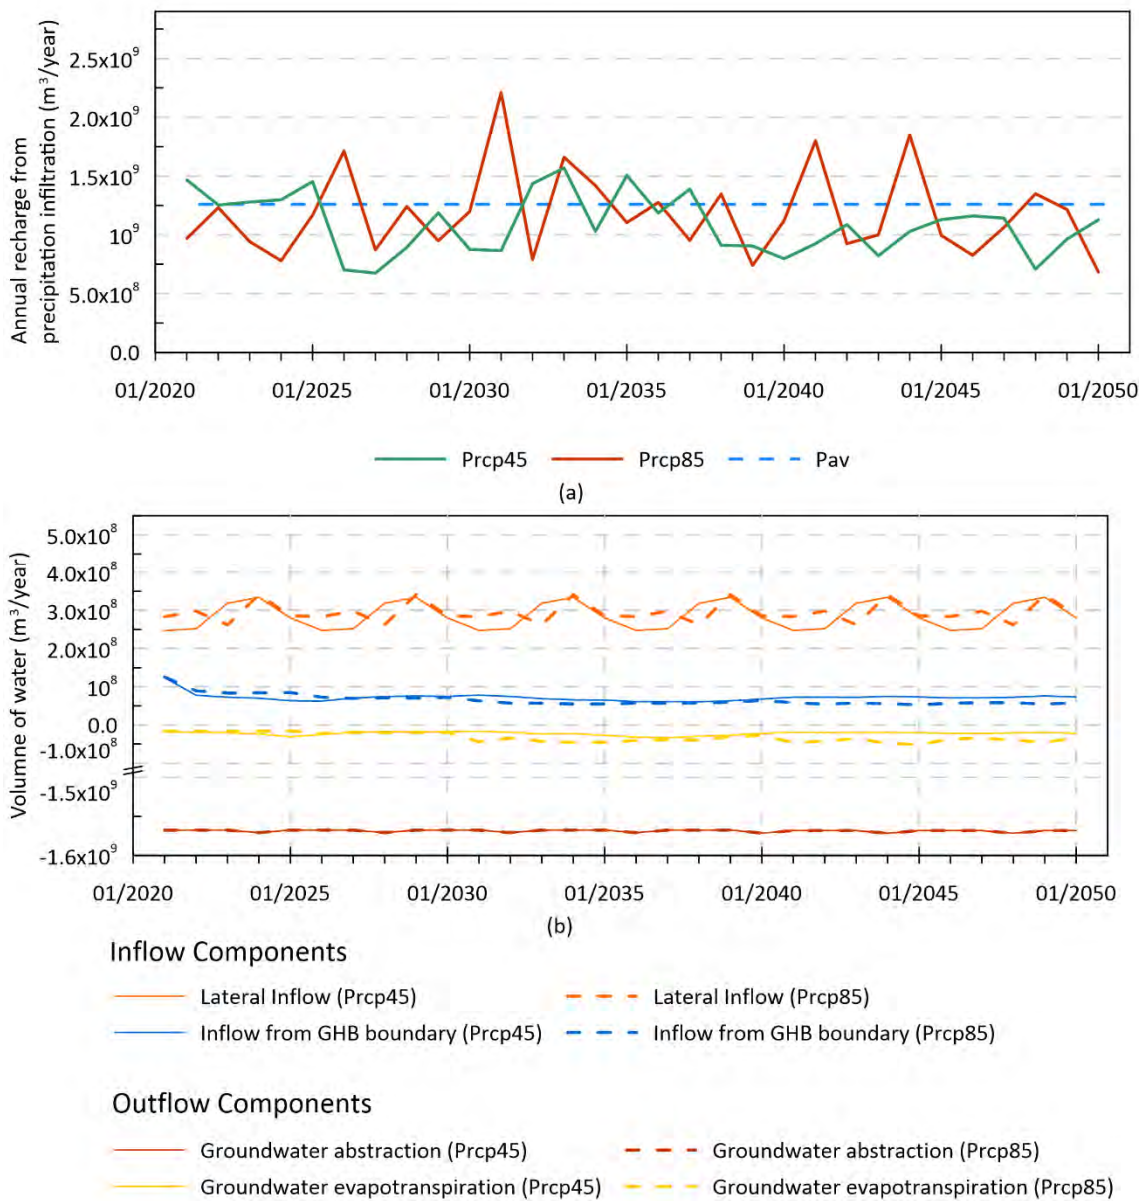 Annual recharge from
precipitation infiltration (m³/year)
2.5x10⁹
2.0x10⁹
1.5x10⁹
10⁹
5.0x10⁸
0.0
01/2020 01/2025 01/2030 01/2035 01/2040 01/2045 01/2050
Prcp45 Prcp85 Pav
(a)
Volumne of water (m³/year)
5.0x10⁸
4.0x10⁸
3.0x10⁸
2.0x10⁸
10⁸
0.0
-1.0x10⁸
-1.5x10⁹
-1.6x10⁹
01/2020 01/2025 01/2030 01/2035 01/2040 01/2045 01/2050
(b)
Inflow Components
Lateral Inflow (Prcp45) Lateral Inflow (Prcp85)
Inflow from GHB boundary (Prcp45) Inflow from GHB boundary (Prcp85)
Outflow Components
Groundwater abstraction (Prcp45) Groundwater abstraction (Prcp85)
Groundwater evapotranspiration (Prcp45) Groundwater evapotranspiration (Prcp85)